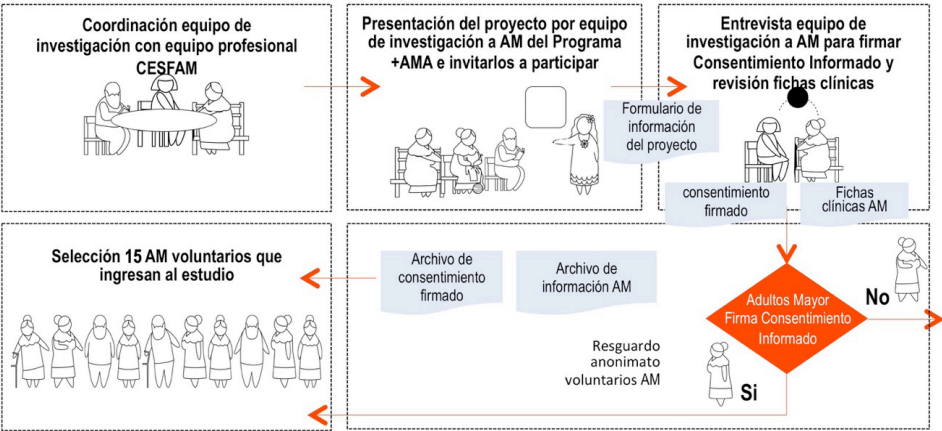 Coordinación equipo de
investigación con equipo profesional
CESFAM
Presentación del proyecto por equipo
de investigación a AM del Programa
+AMA e invitarlos a participar
Entrevista equipo de
investigación a AM para firmar
Consentimiento Informado y
revisión fichas clínicas
Formulario de
información
del proyecto
consentimiento
firmado
Fichas
clínicas AM
Selección 15 AM voluntarios que
ingresan al estudio
Archivo de
consentimiento
firmado
Archivo de
información AM
Adultos Mayor
Firma Consentimiento
Informado
No
Resguardo
anonimato
voluntarios AM
Si